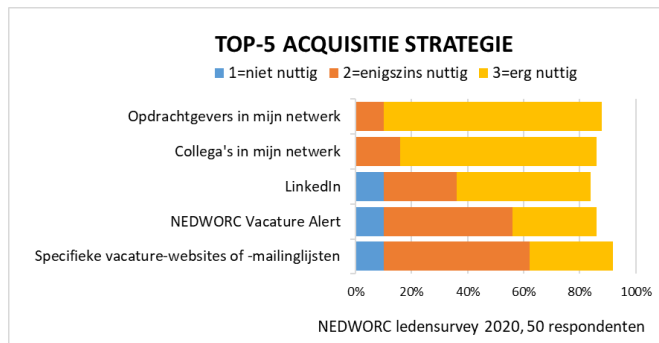 TOP-5 ACQUISITIE STRATEGIE
1=niet nuttig 2=enigszins nuttig 3=erg nuttig
Opdrachtgevers in mijn netwerk
Collega's in mijn netwerk
LinkedIn
NEDWORC Vacature Alert
Specifieke vacature-websites of -mailinglijsten
0% 20% 40% 60% 80% 100%
NEDWORC ledensurvey 2020, 50 respondenten